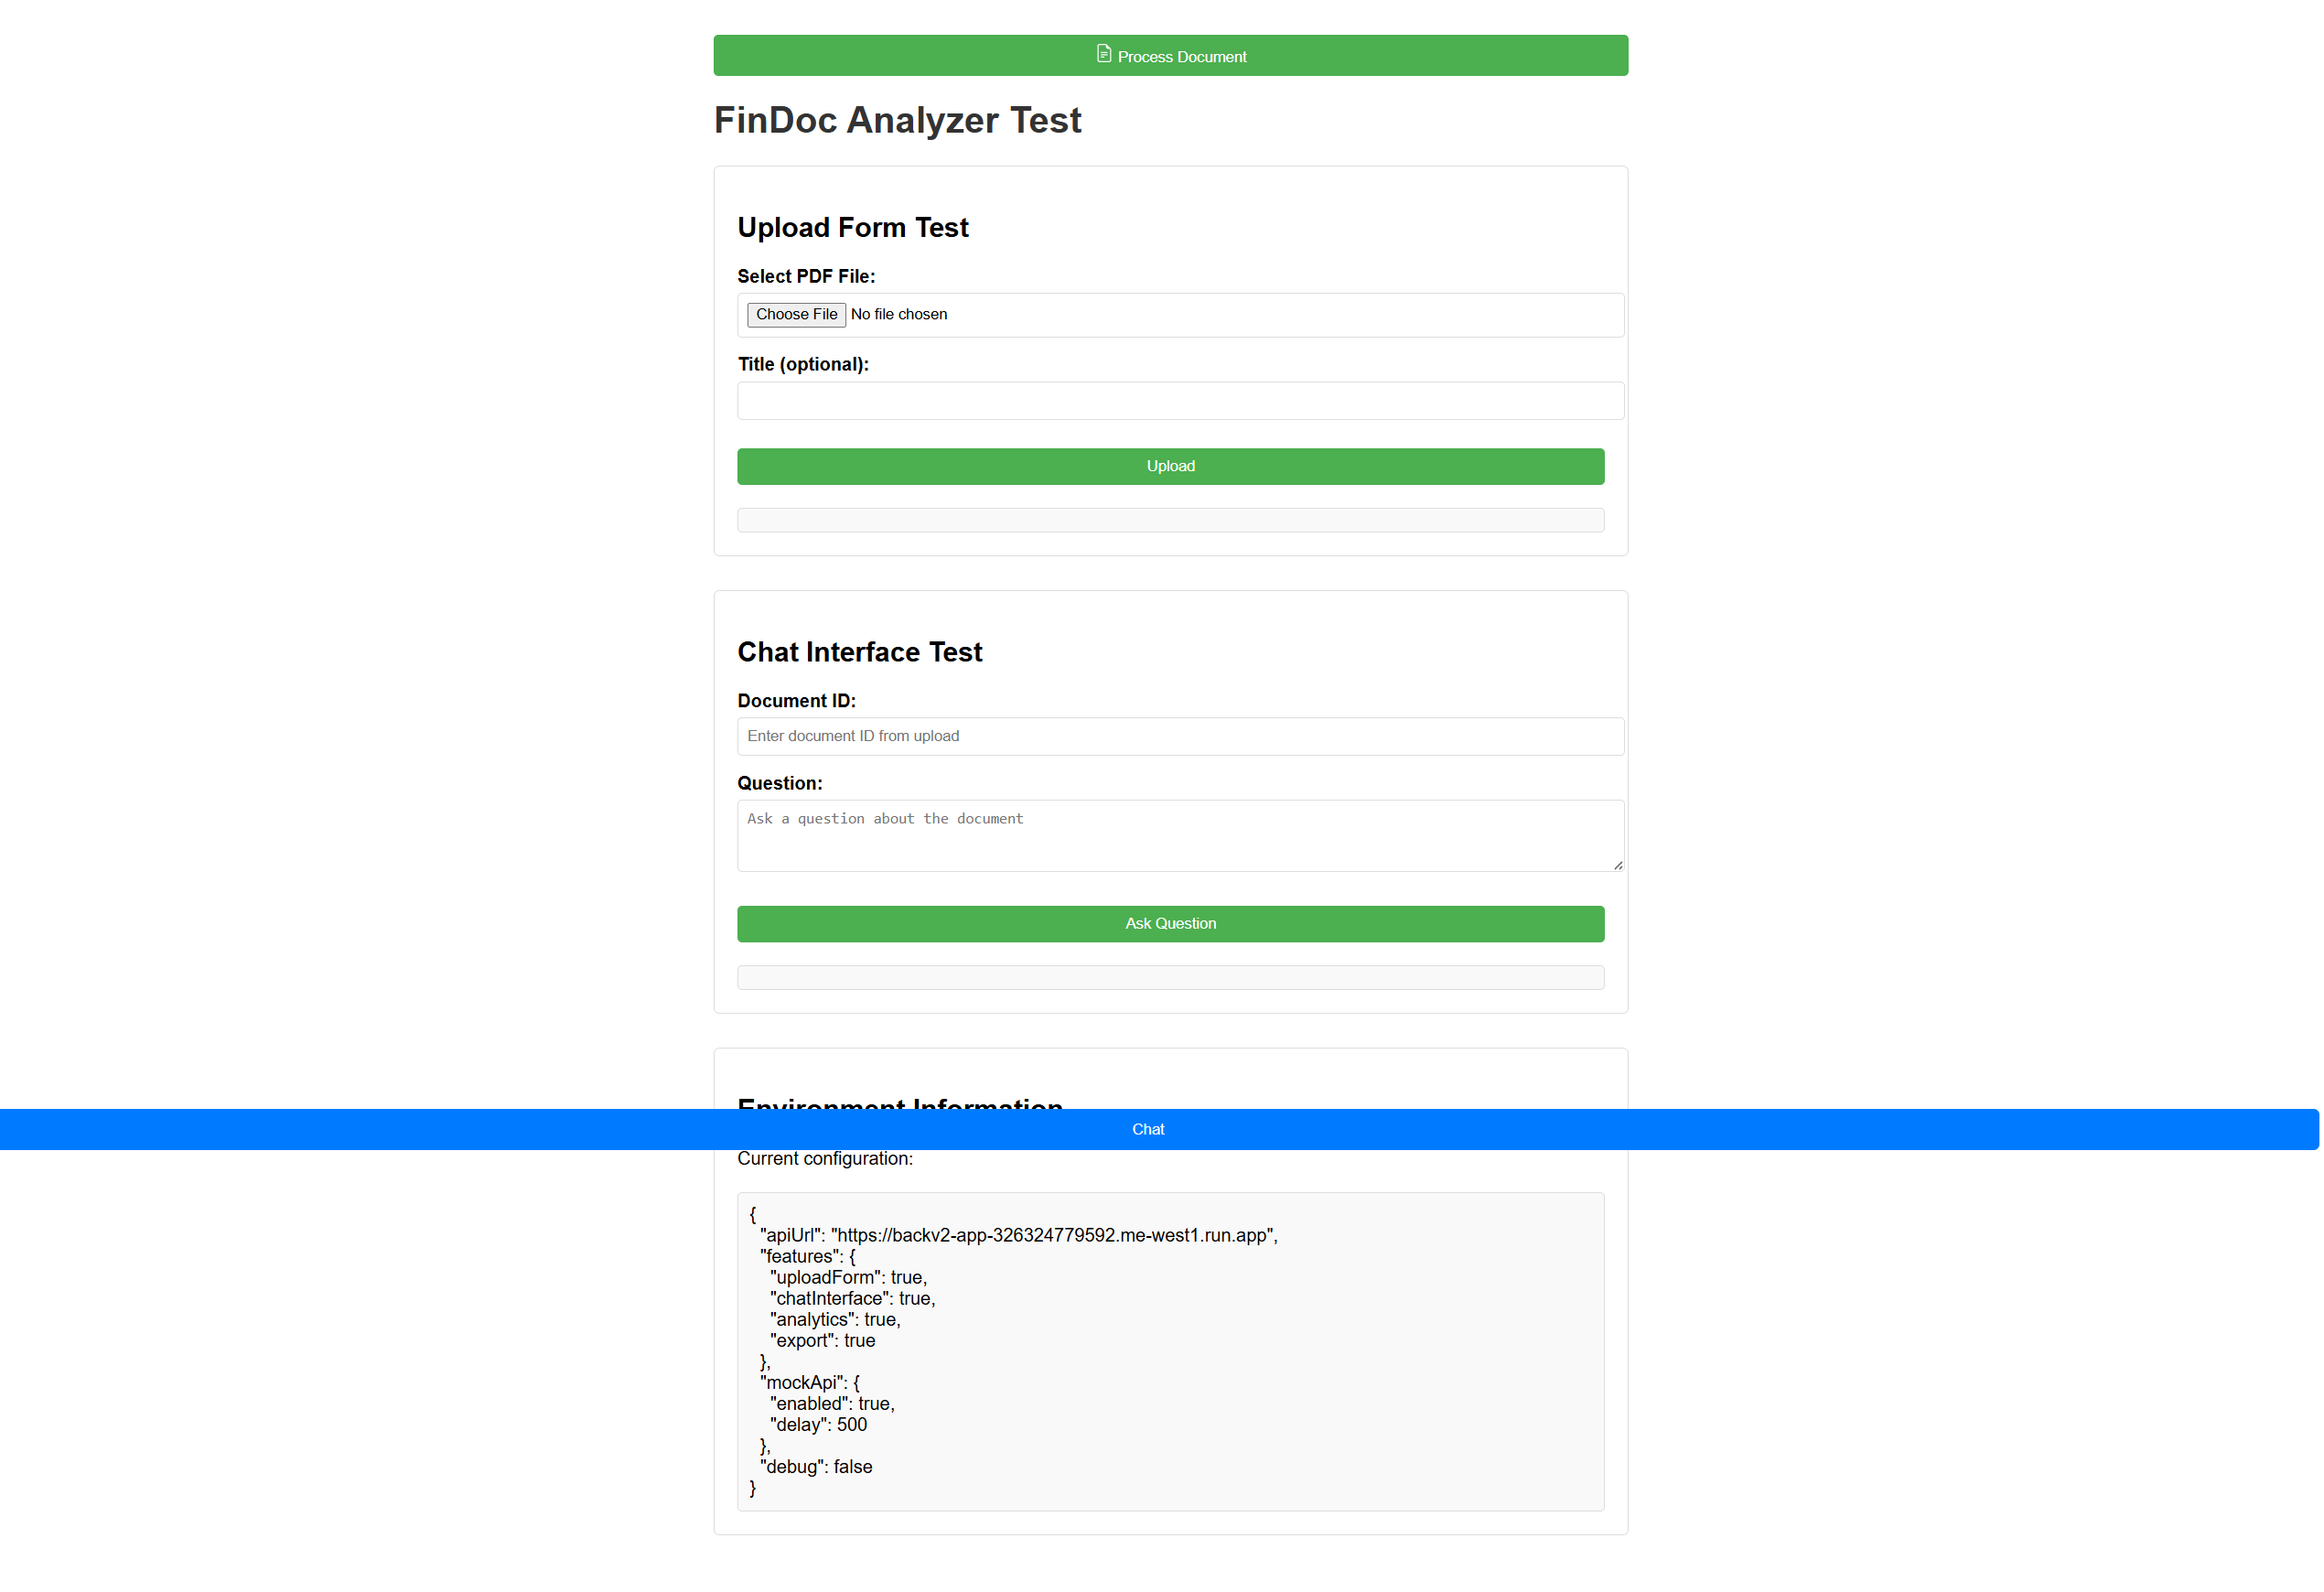 Process Document
FinDoc Analyzer Test
Upload Form Test
Select PDF File:
Choose File No file chosen
Title (optional):
Upload
Chat Interface Test
Document ID:
Enter document ID from upload
Question:
Ask a question about the document
Ask Question
Environment Information
Chat
Current configuration:
{
"apiUrl": "https://backv2-app-326324779592.me-west1.run.app",
"features": {
"uploadForm": true,
"chatInterface": true,
"analytics": true,
"export": true
},
"mockApi": {
"enabled": true,
"delay": 500
},
"debug": false
}